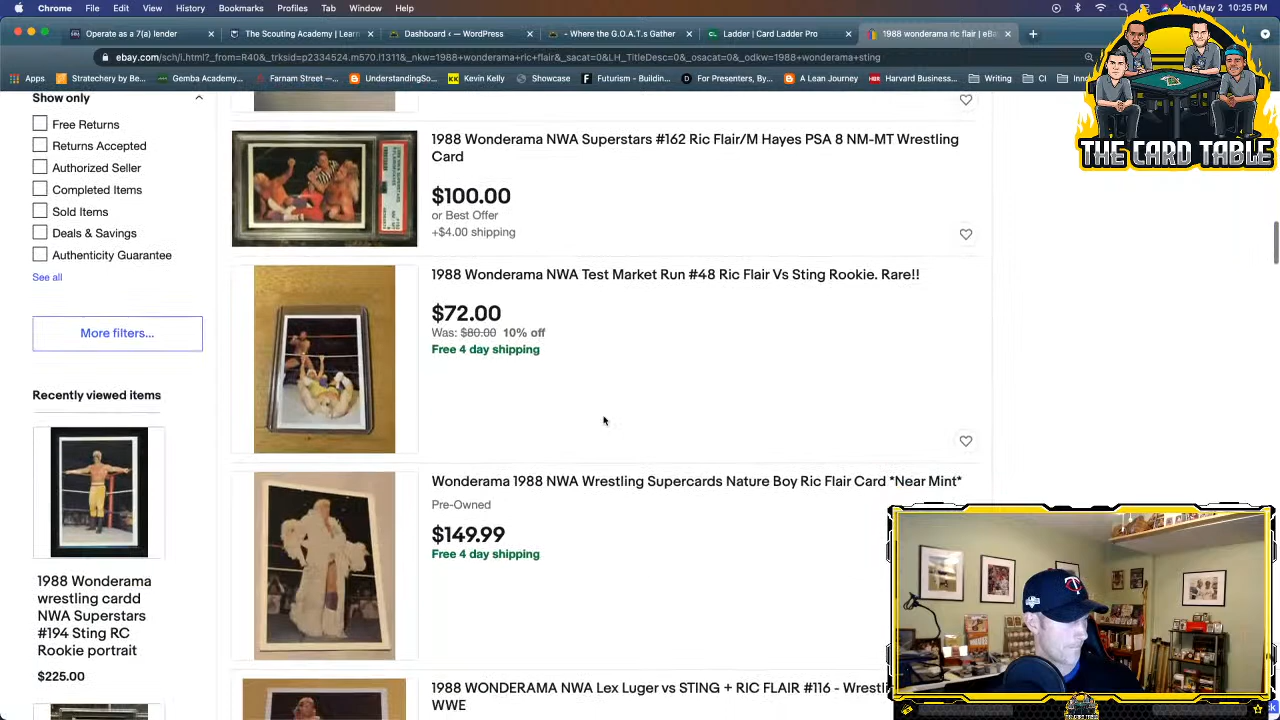 Chrome File Edit View History Bookmarks Profiles Tab Window Help
May 2 10:25 PM
Operate as a 7(a) lender
The Scouting Academy | Learn
Dashboard ‹ — WordPress
- Where the G.O.A.T.s Gather
Ladder | Card Ladder Pro
1988 wonderama ric flair | eBa
ebay.com/sch/i.html?_from=R40&_trksid=p2334524.m570.l1311&_nkw=1988+wonderama+ric+flair&_sacat=0&LH_TitleDesc=0&_osacat=0&_odkw=1988+wonderama+sting
Apps Stratechery by Be... Gemba Academy... Farnam Street —... UnderstandingSo... Kevin Kelly Showcase Futurism - Buildin... For Presenters, By... A Lean Journey Harvard Business... Writing
THE CARD TABLE
Show only
Free Returns
Returns Accepted
Authorized Seller
Completed Items
Sold Items
Deals & Savings
Authenticity Guarantee
See all
More filters...
Recently viewed items
1988 Wonderama
wrestling cardd
NWA Superstars
#194 Sting RC
Rookie portrait
$225.00
1988 Wonderama NWA Superstars #162 Ric Flair/M Hayes PSA 8 NM-MT Wrestling
Card
$100.00
or Best Offer
+$4.00 shipping
1988 Wonderama NWA Test Market Run #48 Ric Flair Vs Sting Rookie. Rare!!
$72.00
Was: $80.00 10% off
Free 4 day shipping
Wonderama 1988 NWA Wrestling Supercards Nature Boy Ric Flair Card *Near Mint*
Pre-Owned
$149.99
Free 4 day shipping
1988 WONDERAMA NWA Lex Luger vs STING + RIC FLAIR #116 - Wrestl
WWE